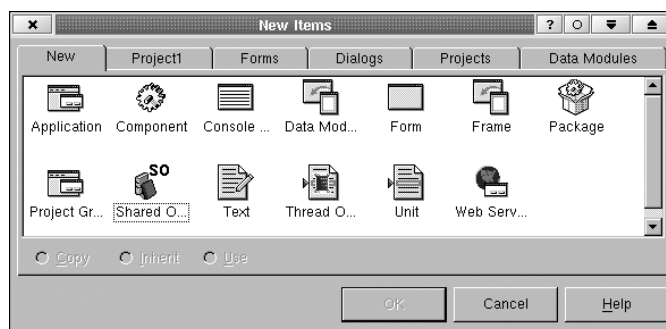 New Items
?
New Project1 Forms Dialogs Projects Data Modules
Application Component Console ... Data Mod... Form Frame Package
SO
Project Gr... Shared O... Text Thread O... Unit Web Serv...
Copy Inherit Use
OK Cancel Help